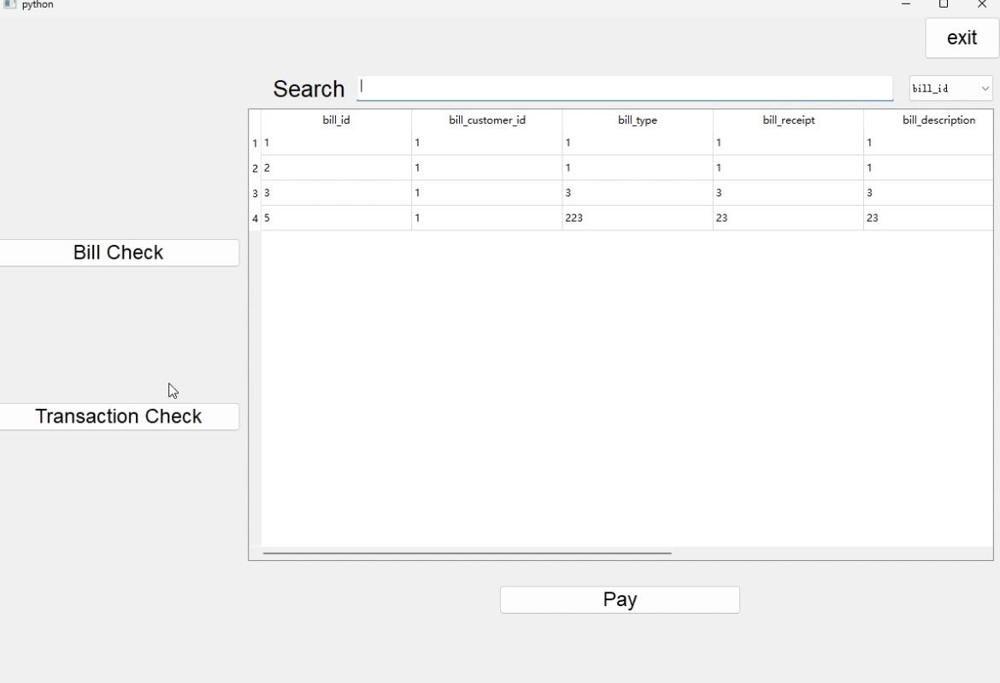 python
exit
Search bill_id
bill_id bill_customer_id bill_type bill_receipt bill_description
1 1 1 1 1 1
2 2 1 1 1 1
3 3 1 3 3 3
4 5 1 223 23 23
Bill Check
Transaction Check
Pay